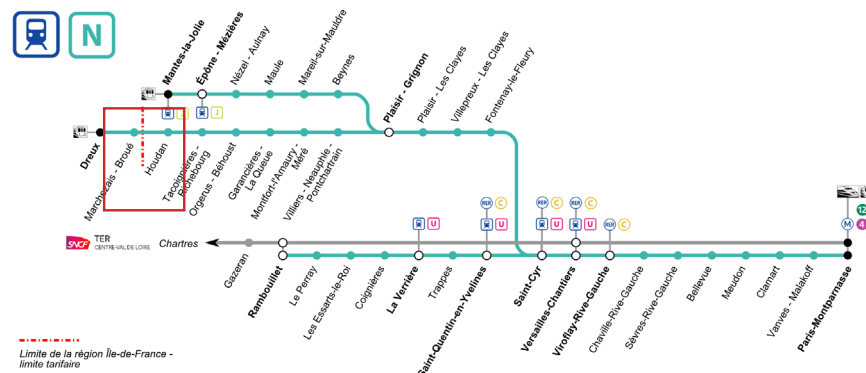 N
Mantes-la-Jolie
Épône - Mézières
Nézel - Aulnay
Maule
Mareil-sur-Mauldre
Beynes
Plaisir - Grignon
Plaisir - Les Clayes
Villepreux - Les Clayes
Fontenay-le-Fleury
J
J
Dreux
Marchezais - Broué
Houdan
Tacoignières -
Richebourg
Orgerus - Béhoust
Garancières -
La Queue
Montfort-l'Amaury -
Méré
Villiers - Neauphle -
Pontchartrain
RER C
RER C
U
U
U
U
RER C
RER C
M
12
4
SNCF
TER
CENTRE-VAL DE LOIRE
Chartres
Gazeran
Rambouillet
Le Perray
Les Essarts-le-Roi
Coignières
La Verrière
Trappes
Saint-Quentin-en-Yvelines
Saint-Cyr
Versailles-Chantiers
Viroflay-Rive-Gauche
Chaville-Rive-Gauche
Sèvres-Rive-Gauche
Bellevue
Meudon
Clamart
Vanves - Malakoff
Paris-Montparnasse
Limite de la région Île-de-France -
limite tarifaire